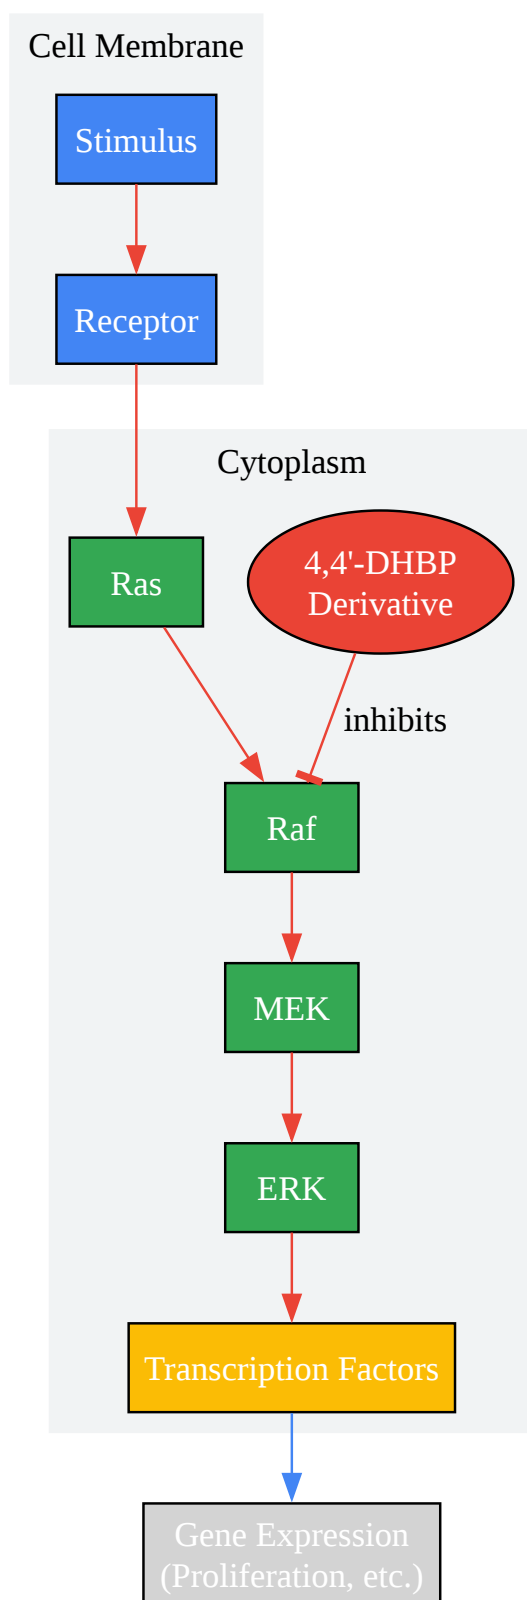 Cell Membrane
Stimulus
Receptor
Cytoplasm
Ras
4,4'-DHBP
Derivative
inhibits
Raf
MEK
ERK
Transcription Factors
Gene Expression
(Proliferation, etc.)